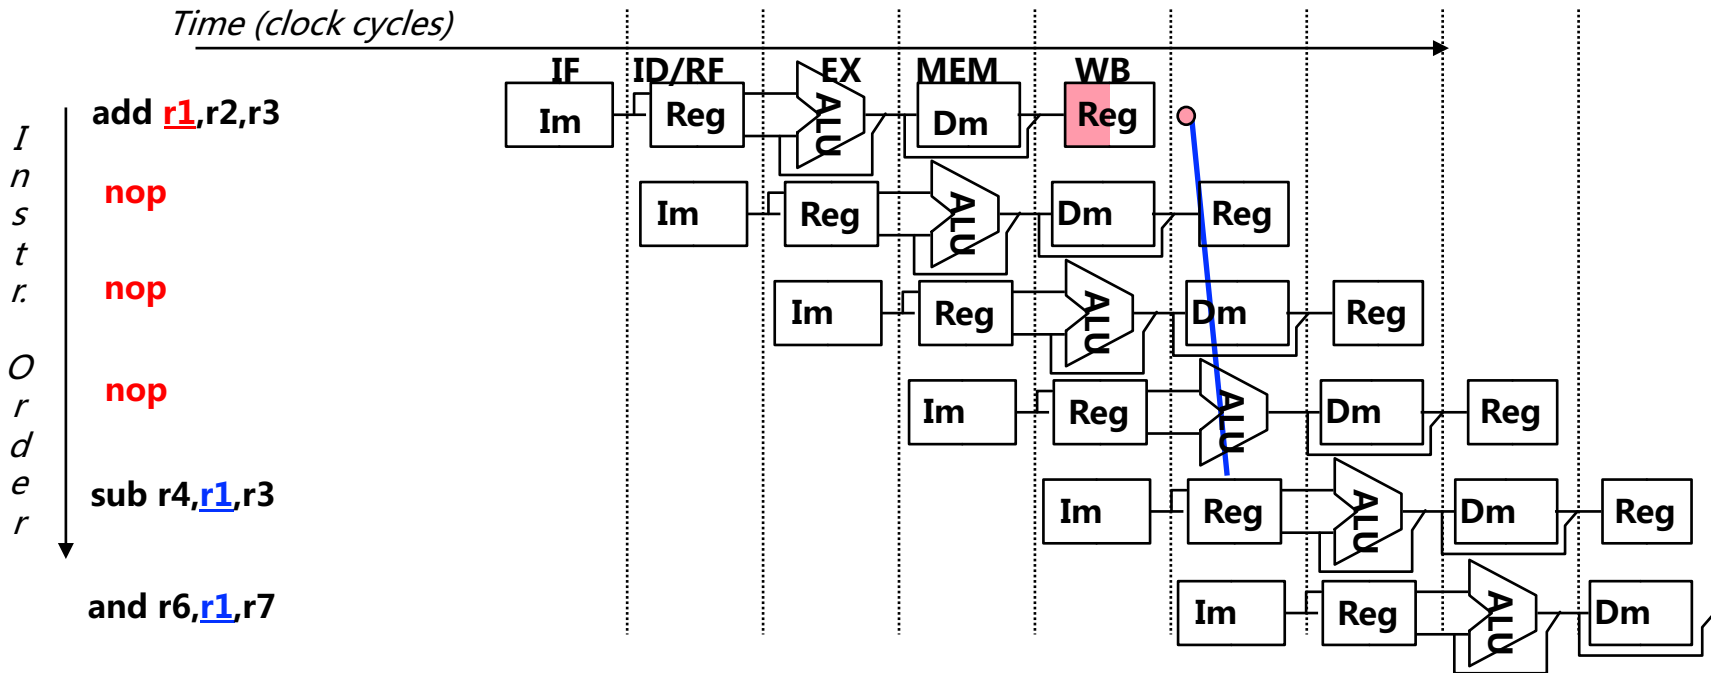 Time (clock cycles)
IF ID/RF EX MEM WB
Instr. Order
add r1,r2,r3
Im Reg ALU Dm Reg
nop
Im Reg ALU Dm Reg
nop
Im Reg ALU Dm Reg
nop
Im Reg ALU Dm Reg
sub r4,r1,r3
Im Reg ALU Dm Reg
and r6,r1,r7
Im Reg ALU Dm